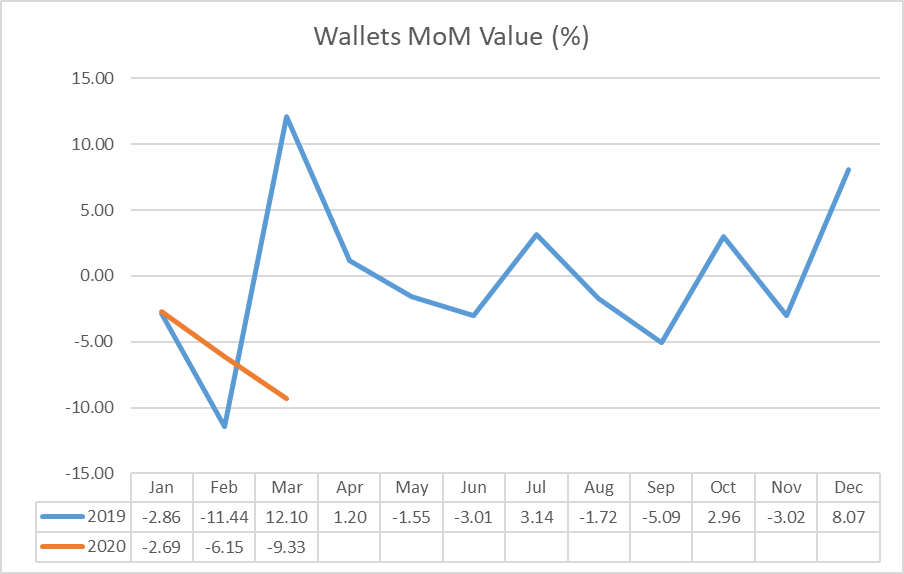 Wallets MoM Value (%)
15.00
10.00
5.00
0.00
-5.00
-10.00
-15.00
Jan Feb Mar Apr May Jun Jul Aug Sep Oct Nov Dec
2019 -2.86 -11.44 12.10 1.20 -1.55 -3.01 3.14 -1.72 -5.09 2.96 -3.02 8.07
2020 -2.69 -6.15 -9.33